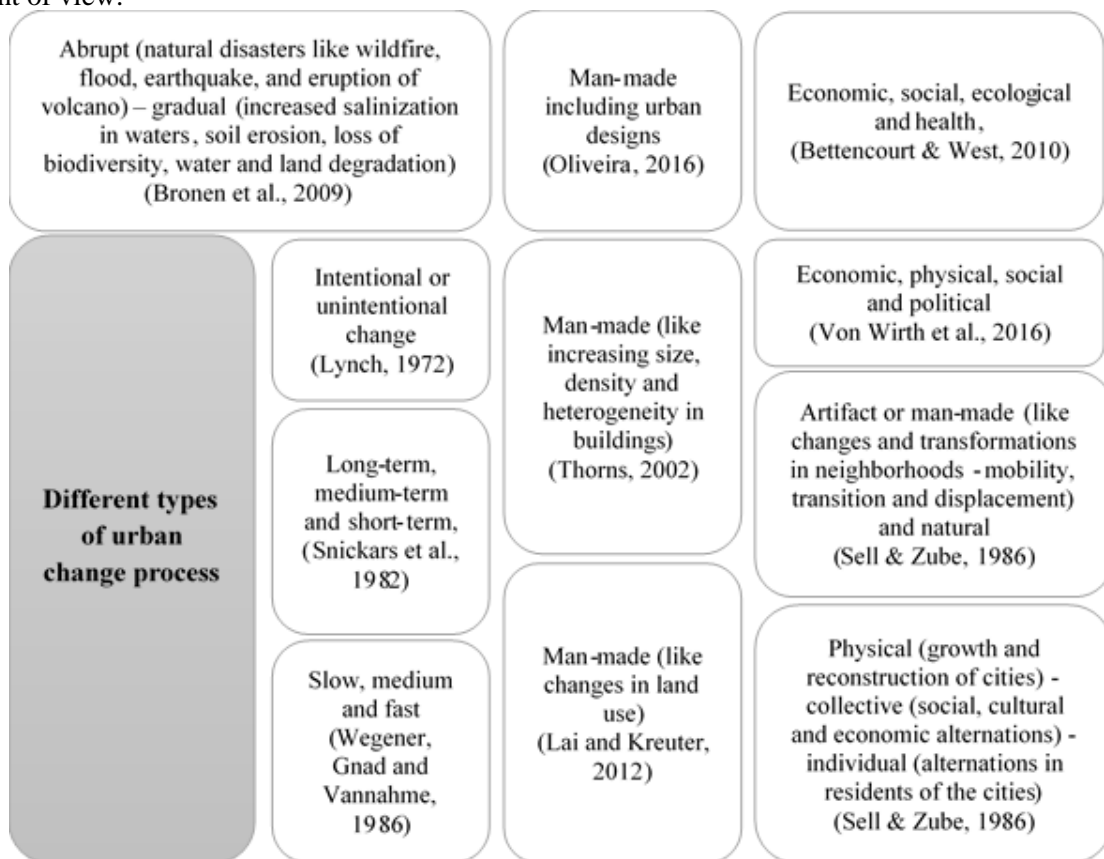 nt of view.
Abrupt (natural disasters like wildfire,
flood, earthquake, and eruption of
volcano) – gradual (increased salinization
in waters, soil erosion, loss of
biodiversity, water and land degradation)
(Bronen et al., 2009)
Man-made
including urban
designs
(Oliveira, 2016)
Economic, social, ecological
and health,
(Bettencourt & West, 2010)
Different types
of urban
change process
Intentional or
unintentional
change
(Lynch, 1972)
Long-term,
medium-term
and short-term,
(Snickars et al.,
1982)
Slow, medium
and fast
(Wegener,
Gnad and
Vannahme,
1986)
Man-made (like
increasing size,
density and
heterogeneity in
buildings)
(Thorns, 2002)
Man-made (like
changes in land
use)
(Lai and Kreuter,
2012)
Economic, physical, social
and political
(Von Wirth et al., 2016)
Artifact or man-made (like
changes and transformations
in neighborhoods - mobility,
transition and displacement)
and natural
(Sell & Zube, 1986)
Physical (growth and
reconstruction of cities) -
collective (social, cultural
and economic alternations) -
individual (alternations in
residents of the cities)
(Sell & Zube, 1986)